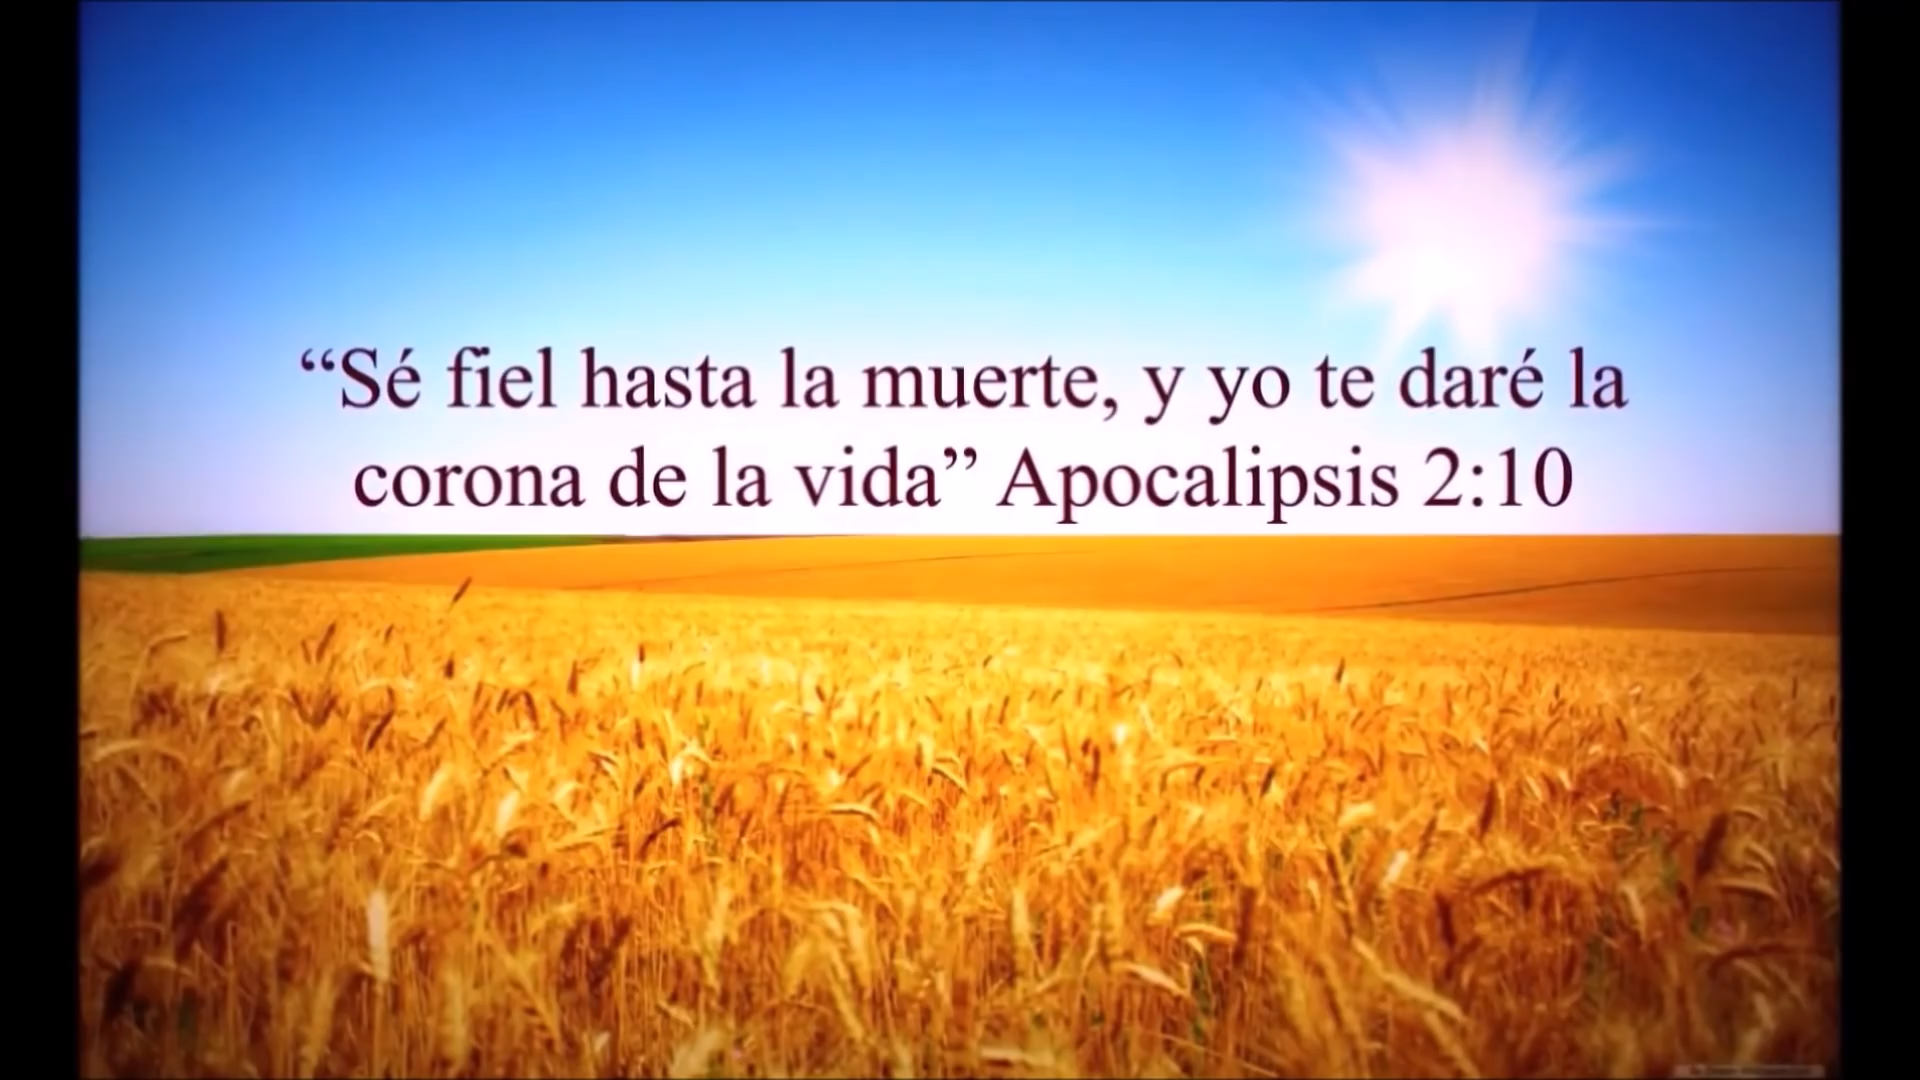 “Sé fiel hasta la muerte, y yo te daré la
corona de la vida” Apocalipsis 2:10